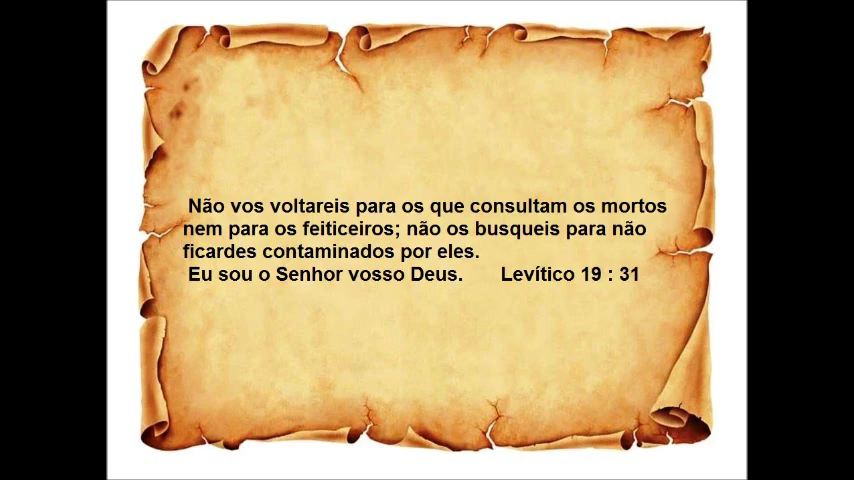 Não vos voltareis para os que consultam os mortos
nem para os feiticeiros; não os busqueis para não
ficardes contaminados por eles.
Eu sou o Senhor vosso Deus. Levítico 19 : 31